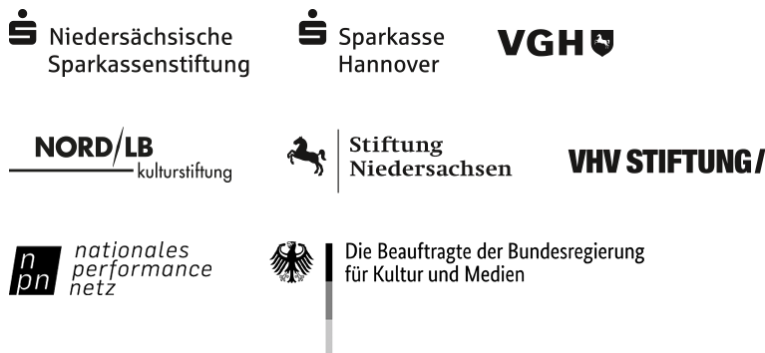 Niedersächsische
Sparkassenstiftung
Sparkasse
Hannover
VGH
NORD/LB
kulturstiftung
Stiftung
Niedersachsen
VHV STIFTUNG/
n
pn
nationales
performance
netz
Die Beauftragte der Bundesregierung
für Kultur und Medien